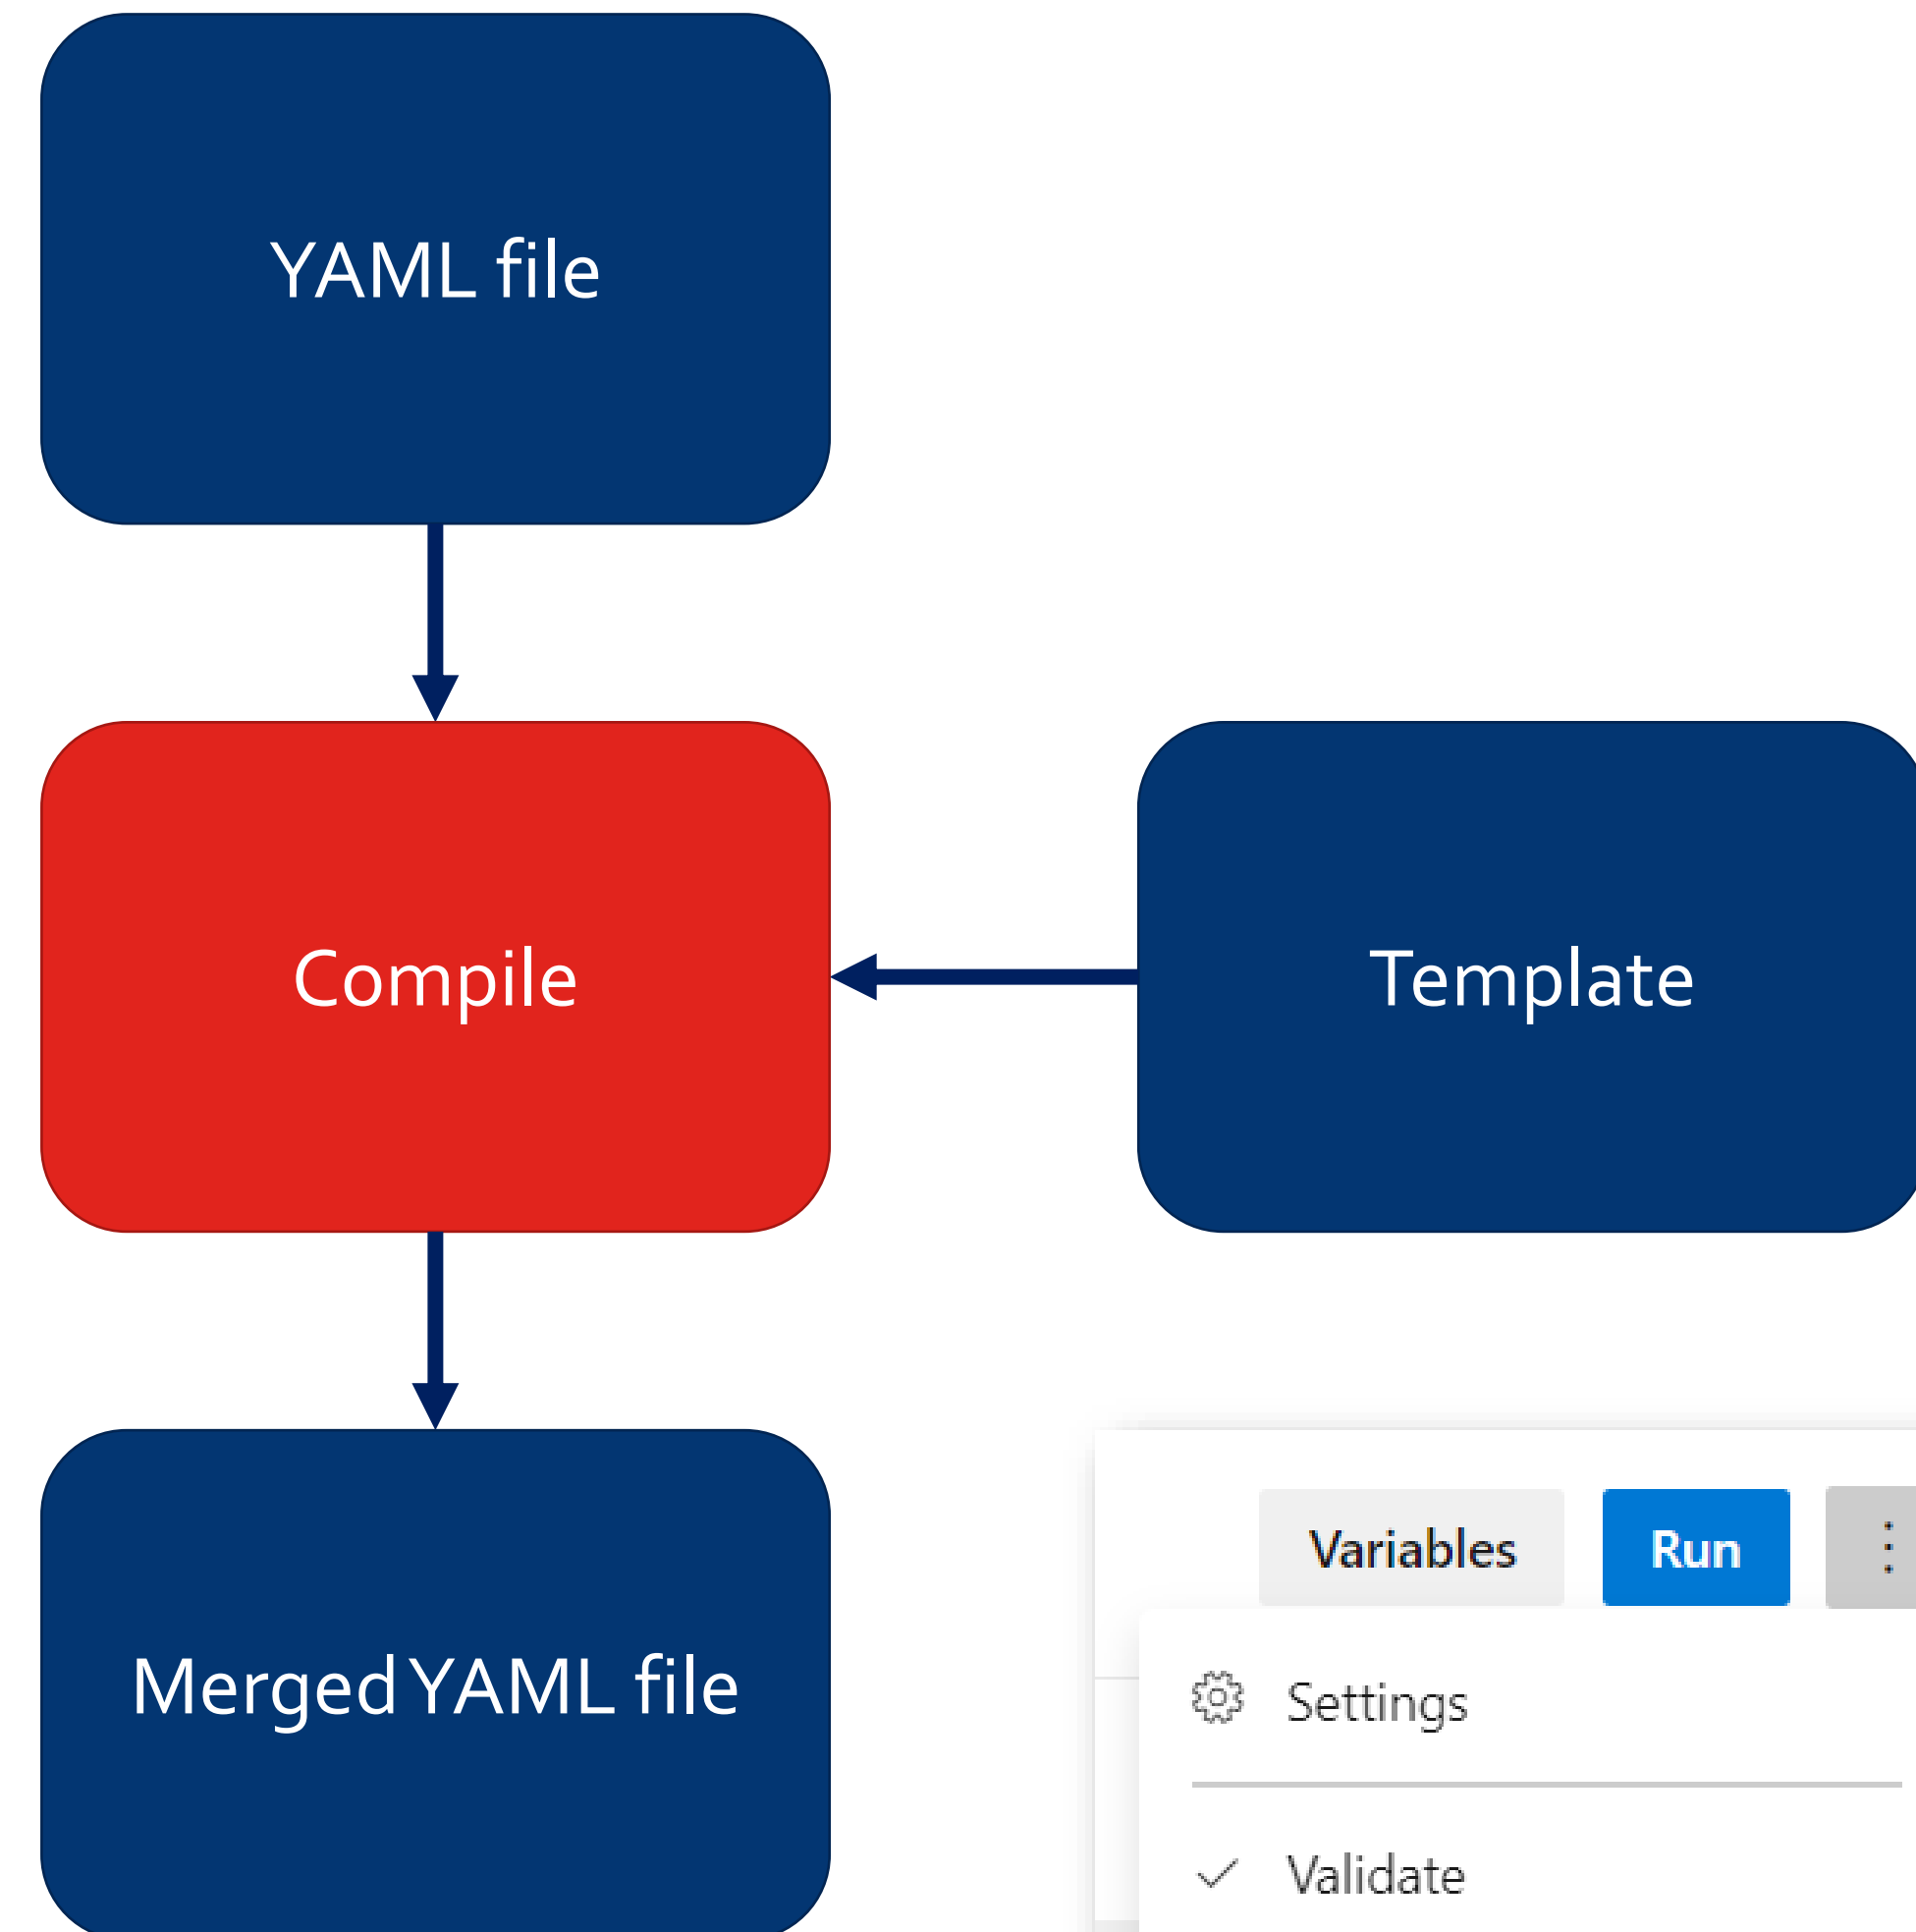 YAML file
Compile
Template
Merged YAML file
Variables
Run
Settings
Validate